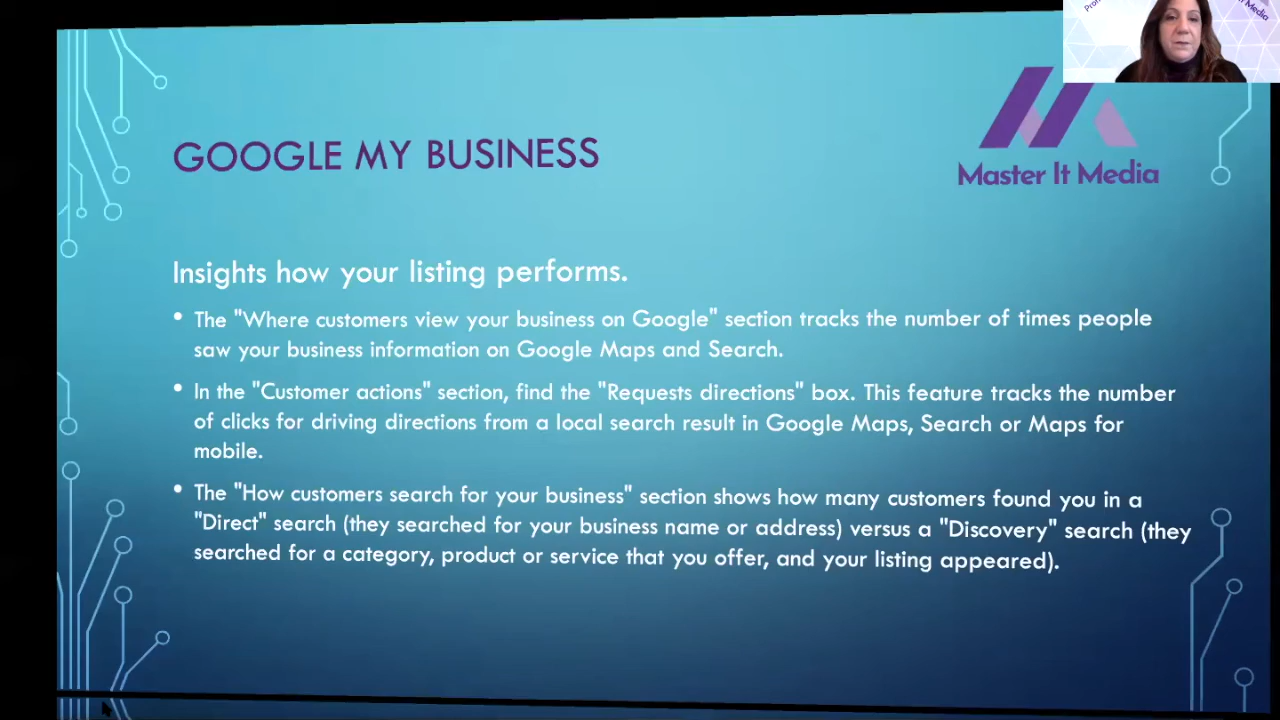 Media
GOOGLE MY BUSINESS
Master It Media
Insights how your listing performs.
• The "Where customers view your business on Google" section tracks the number of times people
saw your business information on Google Maps and Search.
• In the "Customer actions" section, find the "Requests directions" box. This feature tracks the number
of clicks for driving directions from a local search result in Google Maps, Search or Maps for
mobile.
• The "How customers search for your business" section shows how many customers found you in a
"Direct" search (they searched for your business name or address) versus a "Discovery" search (they
searched for a category, product or service that you offer, and your listing appeared).